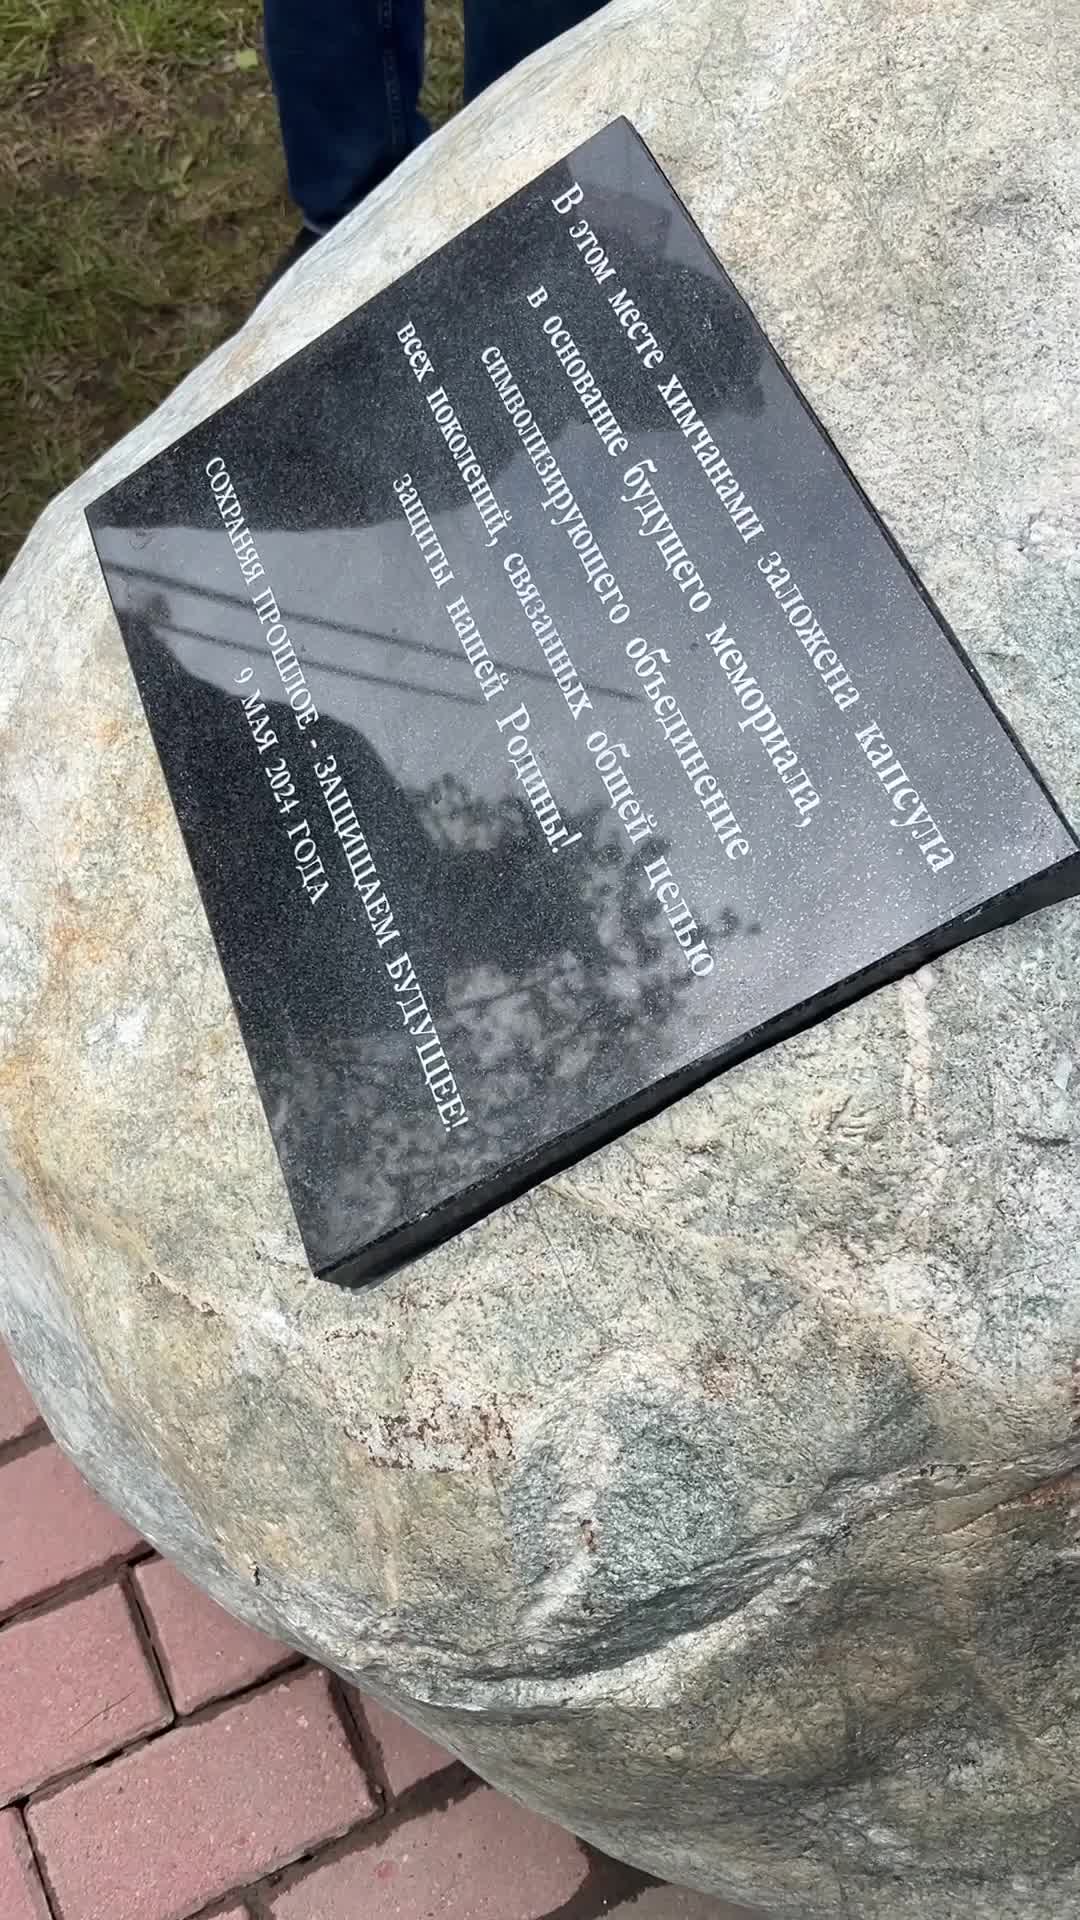 В этом месте химчанами заложена капсула
в основание будущего мемориала,
символизирующего объединение
всех поколений, связанных общей целью
защиты нашей Родины!
СОХРАНЯЯ ПРОШЛОЕ - ЗАЩИЩАЕМ БУДУЩЕЕ!
9 МАЯ 2024 ГОДА